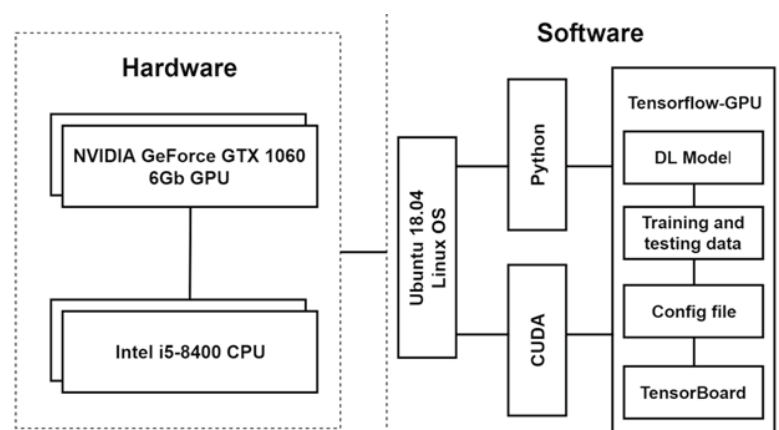 Hardware
NVIDIA GeForce GTX 1060
6Gb GPU
Intel i5-8400 CPU
Software
Ubuntu 18.04
Linux OS
Python
CUDA
Tensorflow-GPU
DL Model
Training and
testing data
Config file
TensorBoard